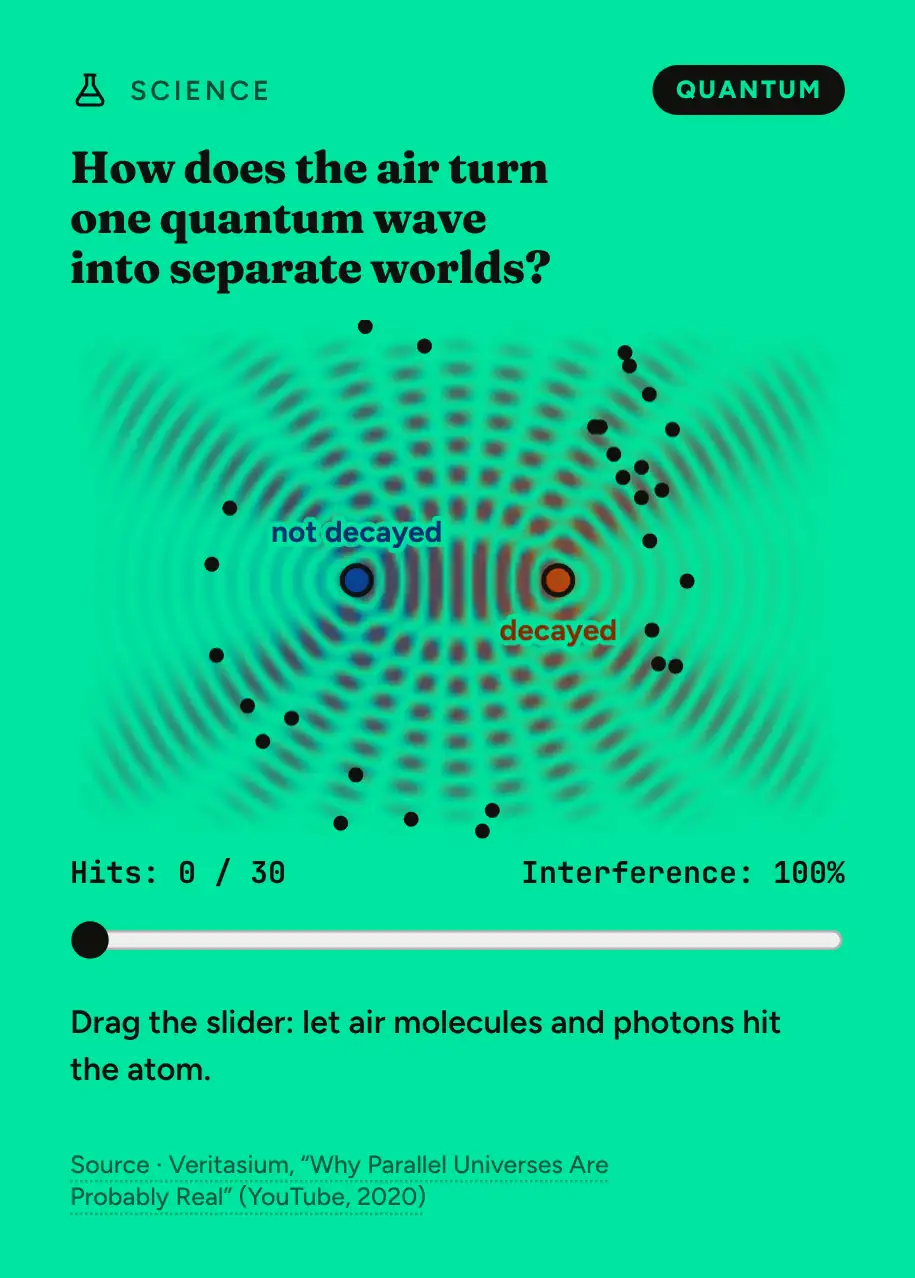 SCIENCE
QUANTUM
How does the air turn
one quantum wave
into separate worlds?
not decayed
decayed
Hits: 0 / 30
Interference: 100%
Drag the slider: let air molecules and photons hit
the atom.
Source · Veritasium, “Why Parallel Universes Are
Probably Real” (YouTube, 2020)